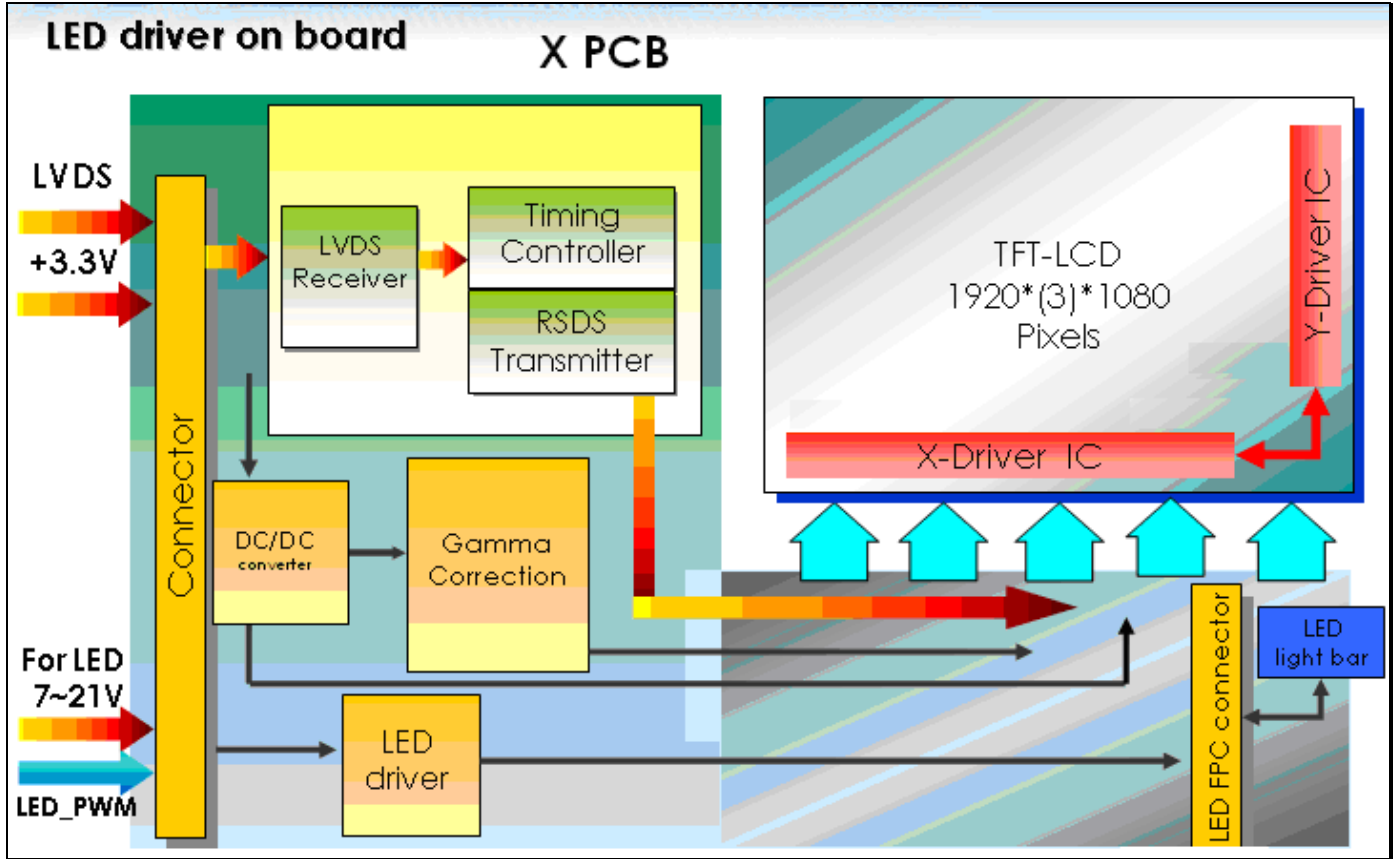 LED driver on board
X PCB
LVDS
+3.3V
For LED
7~21V
LED_PWM
Connector
LVDS
Receiver
Timing
Controller
RSDS
Transmitter
DC/DC
converter
Gamma
Correction
LED
driver
TFT-LCD
1920*(3)*1080
Pixels
Y-Driver IC
X-Driver IC
LED FPC connector
LED
light bar